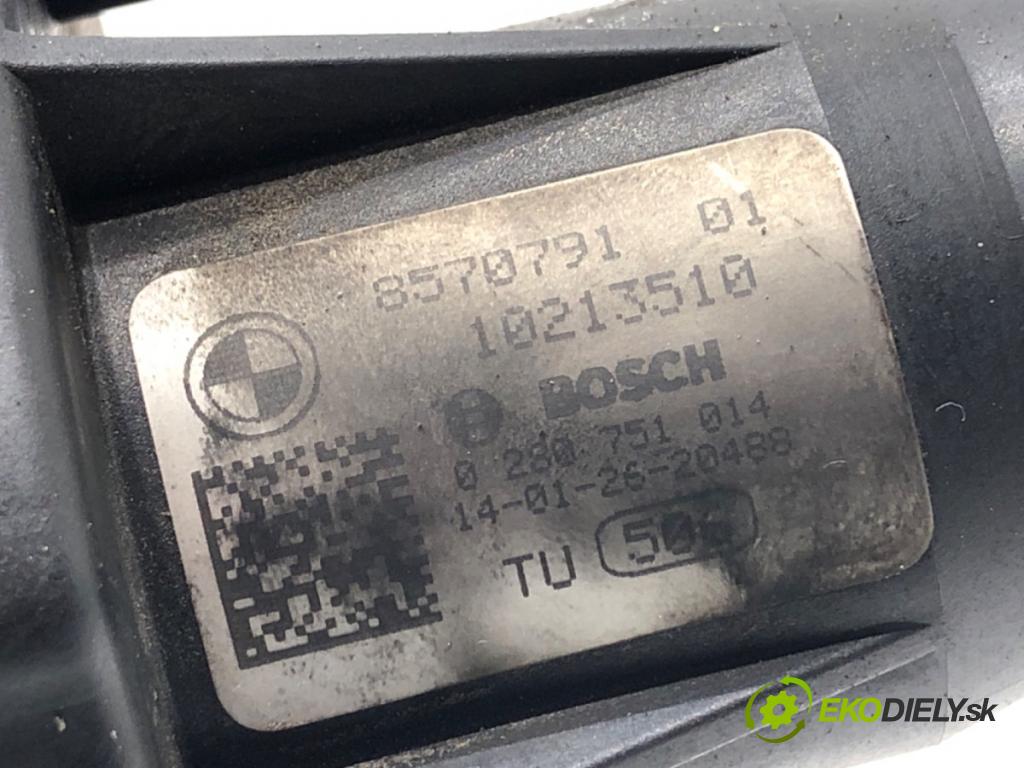 8570791 01
10213510
BOSCH
0 280 751 014
14-01-26-20488
TU
EKODIELY.sk